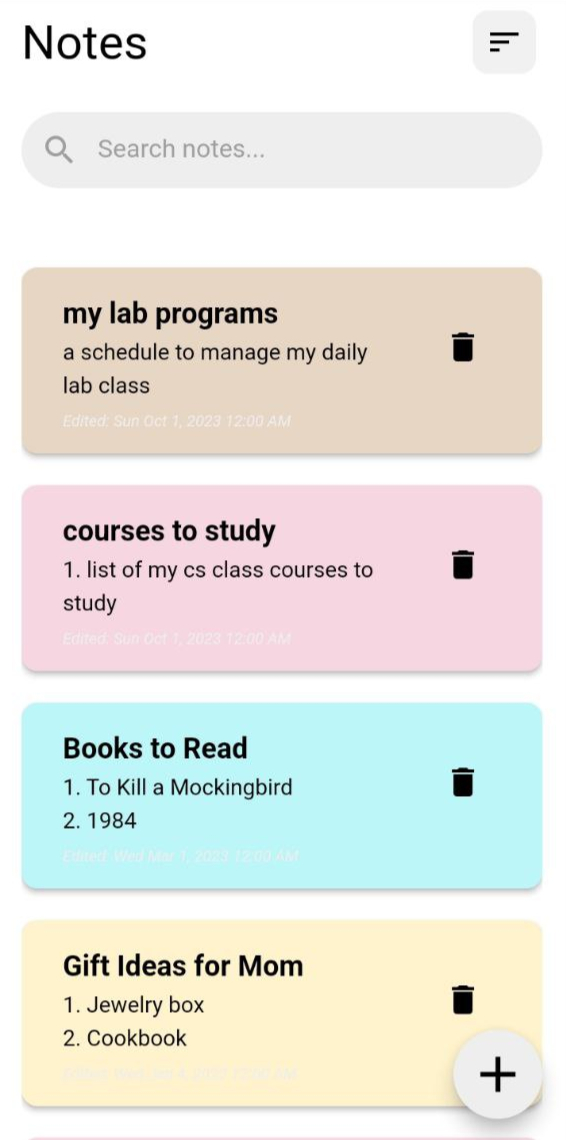 Notes
Search notes...
my lab programs
a schedule to manage my daily
lab class
Edited: Sun Oct 1, 2023 12:00 AM
courses to study
1. list of my cs class courses to
study
Edited: Sun Oct 1, 2023 12:00 AM
Books to Read
1. To Kill a Mockingbird
2. 1984
Edited: Wed Mar 1, 2023 12:00 AM
Gift Ideas for Mom
1. Jewelry box
2. Cookbook
Edited: 12:00 AM